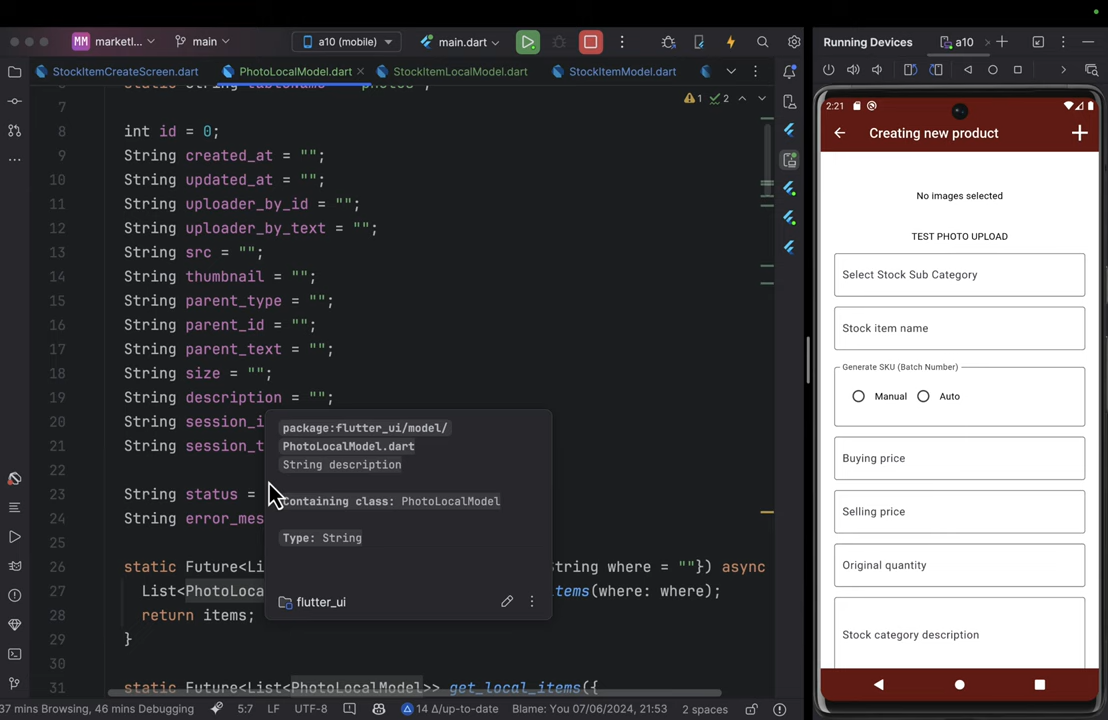 MM marketl... main a10 (mobile) main.dart Running Devices a10
StockItemCreateScreen.dart PhotoLocalModel.dart StockItemLocalModel.dart StockItemModel.dart
1 2
7
8 int id = 0;
9 String created_at = "";
10 String updated_at = "";
11 String uploader_by_id = "";
12 String uploader_by_text = "";
13 String src = "";
14 String thumbnail = "";
15 String parent_type = "";
16 String parent_id = "";
17 String parent_text = "";
18 String size = "";
19 String description = "";
20 String session_i
21 String session_t
22
23 String status =
24 String error_mes
25
26 static Future<Li tring where = ""}) async
27 List<PhotoLoca tems(where: where);
28 return items;
29 }
30
31 static Future<List<PhotoLocalModel>> get_local_items({
package:flutter_ui/model/
PhotoLocalModel.dart
String description
Containing class: PhotoLocalModel
Type: String
flutter_ui
37 mins Browsing, 46 mins Debugging 5:7 LF UTF-8 14 Δ/up-to-date Blame: You 07/06/2024, 21:53 2 spaces
2:21
Creating new product
No images selected
TEST PHOTO UPLOAD
Select Stock Sub Category
Stock item name
Generate SKU (Batch Number)
Manual Auto
Buying price
Selling price
Original quantity
Stock category description